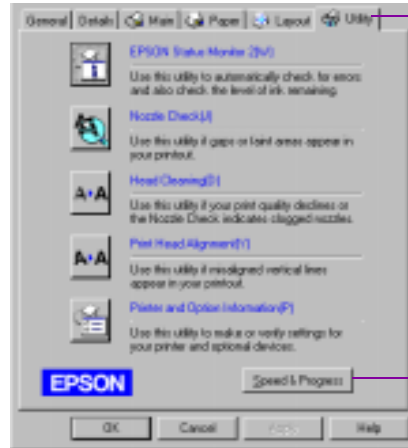 General Details Main Paper Layout Utility
EPSON Status Monitor 2(M)
Use this utility to automatically check for errors
and also check the level of ink remaining.
Nozzle Check(J)
Use this utility if gaps or faint areas appear in
your printout.
Head Cleaning(D)
Use this utility if your print quality declines or
the Nozzle Check indicates clogged nozzles.
Print Head Alignment(Y)
Use this utility if misaligned vertical lines
appear in your printout.
Printer and Option Information(P)
Use this utility to make or verify settings for
your printer and optional devices.
EPSON Speed & Progress
OK Cancel Apply Help